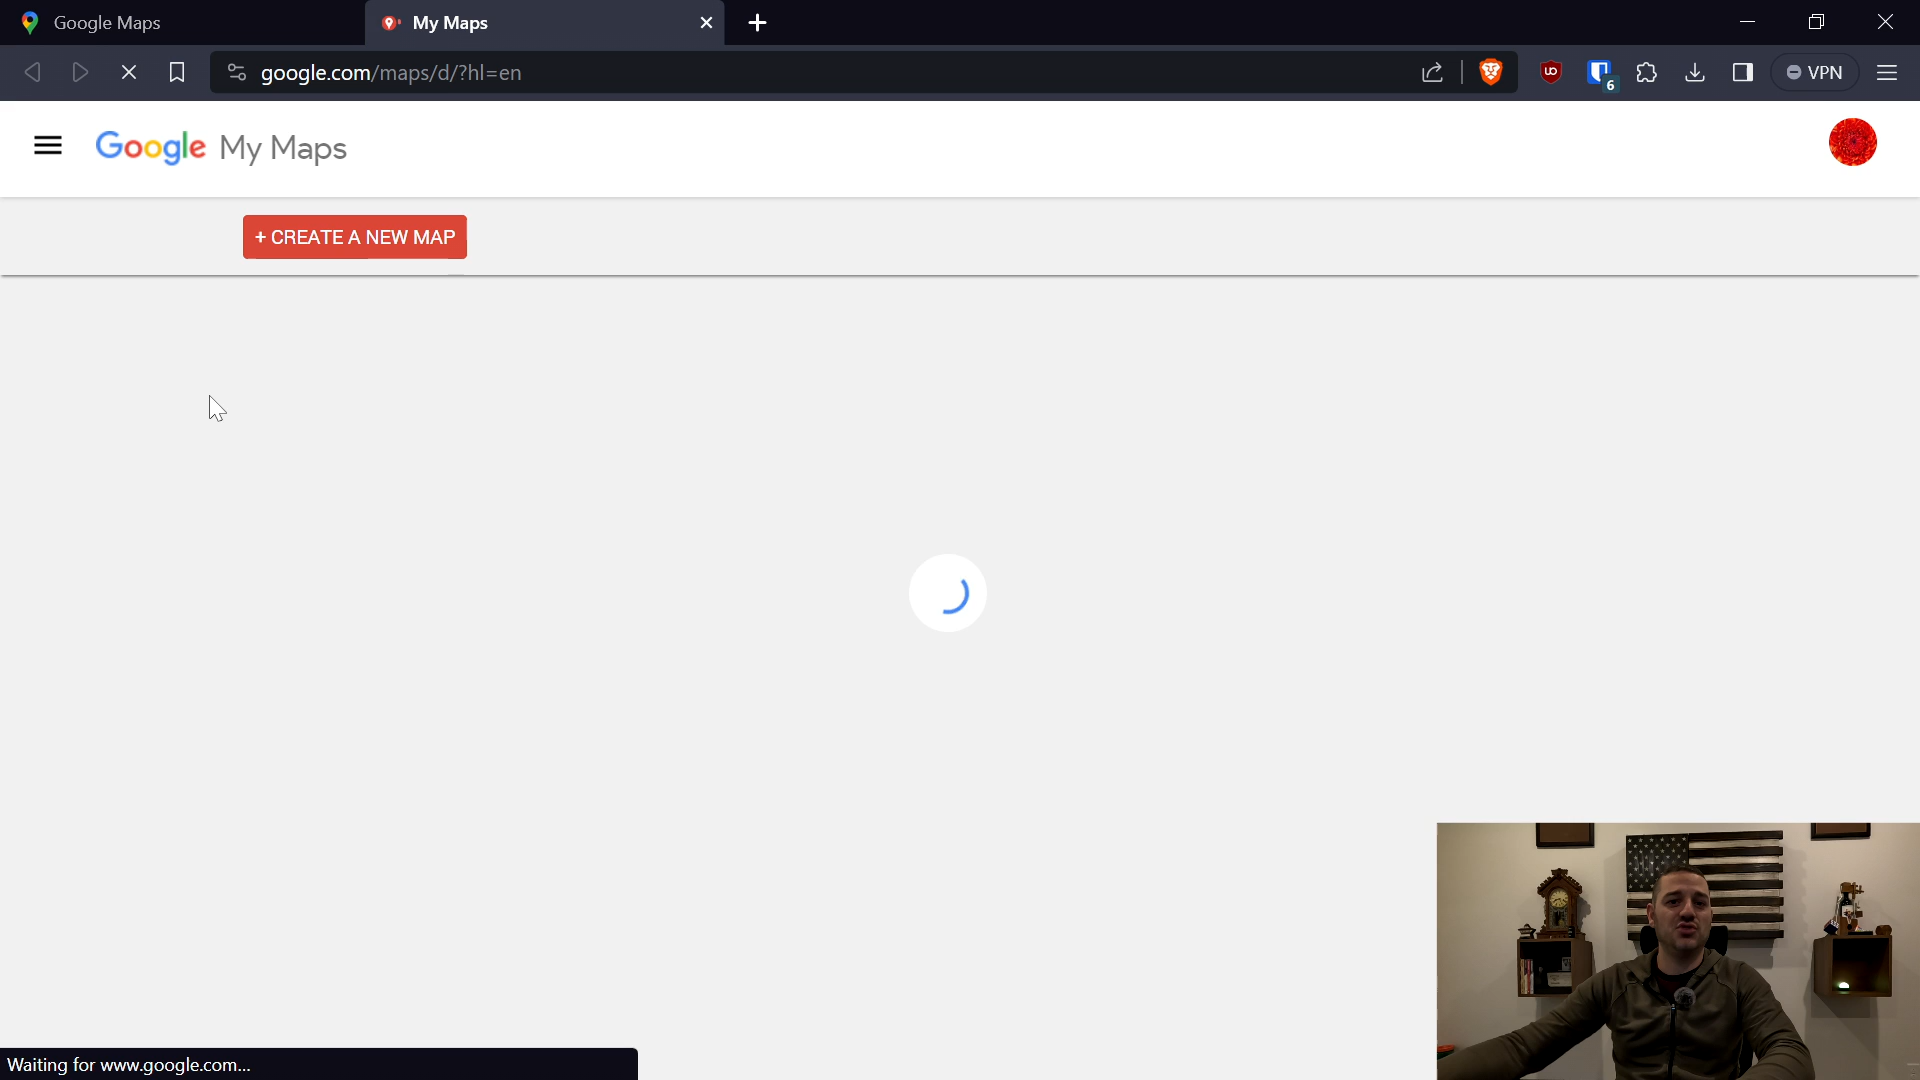 Google Maps
My Maps
google.com/maps/d/?hl=en
6
VPN
Google My Maps
+ CREATE A NEW MAP
Waiting for www.google.com...